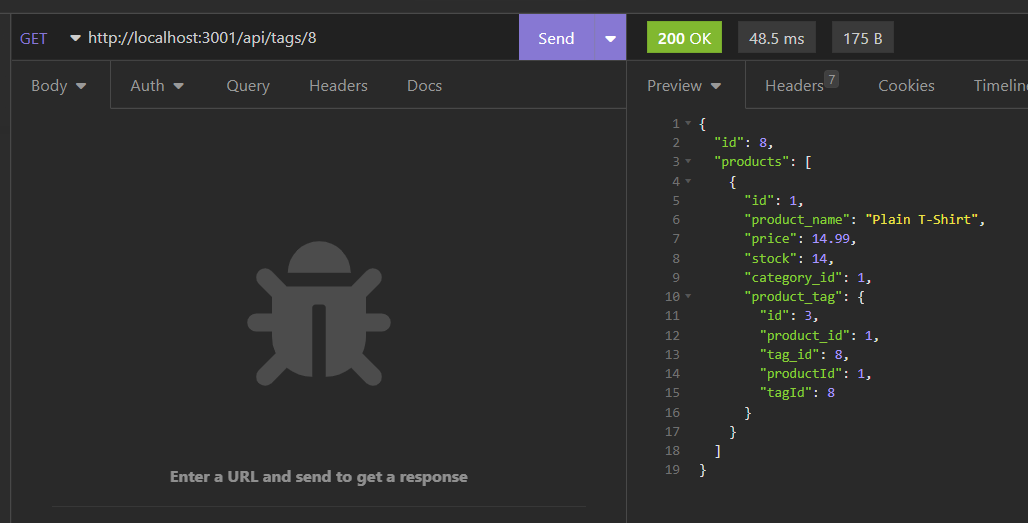 GET http://localhost:3001/api/tags/8 Send 200 OK 48.5 ms 175 B
Body Auth Query Headers Docs Preview Headers 7 Cookies Timelin
1 {
2 "id": 8,
3 "products": [
4 {
5 "id": 1,
6 "product_name": "Plain T-Shirt",
7 "price": 14.99,
8 "stock": 14,
9 "category_id": 1,
10 "product_tag": {
11 "id": 3,
12 "product_id": 1,
13 "tag_id": 8,
14 "productId": 1,
15 "tagId": 8
16 }
17 }
18 ]
19 }
Enter a URL and send to get a response